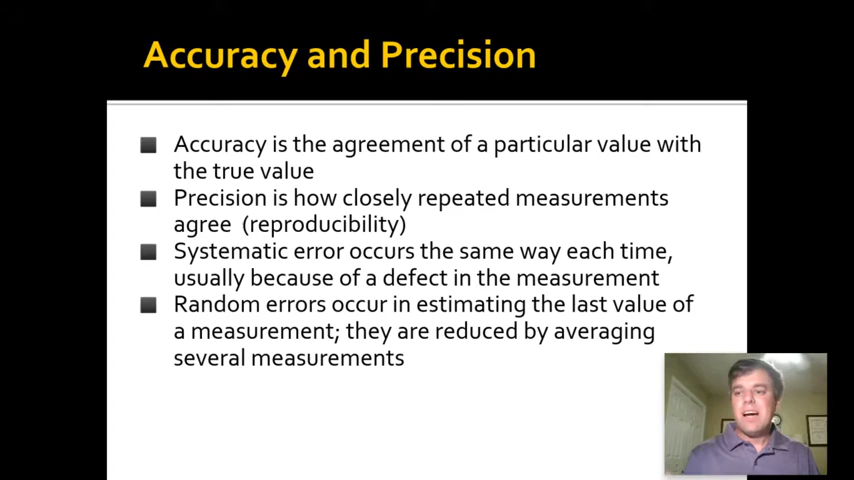 Accuracy and Precision
Accuracy is the agreement of a particular value with
the true value
Precision is how closely repeated measurements
agree (reproducibility)
Systematic error occurs the same way each time,
usually because of a defect in the measurement
Random errors occur in estimating the last value of
a measurement; they are reduced by averaging
several measurements